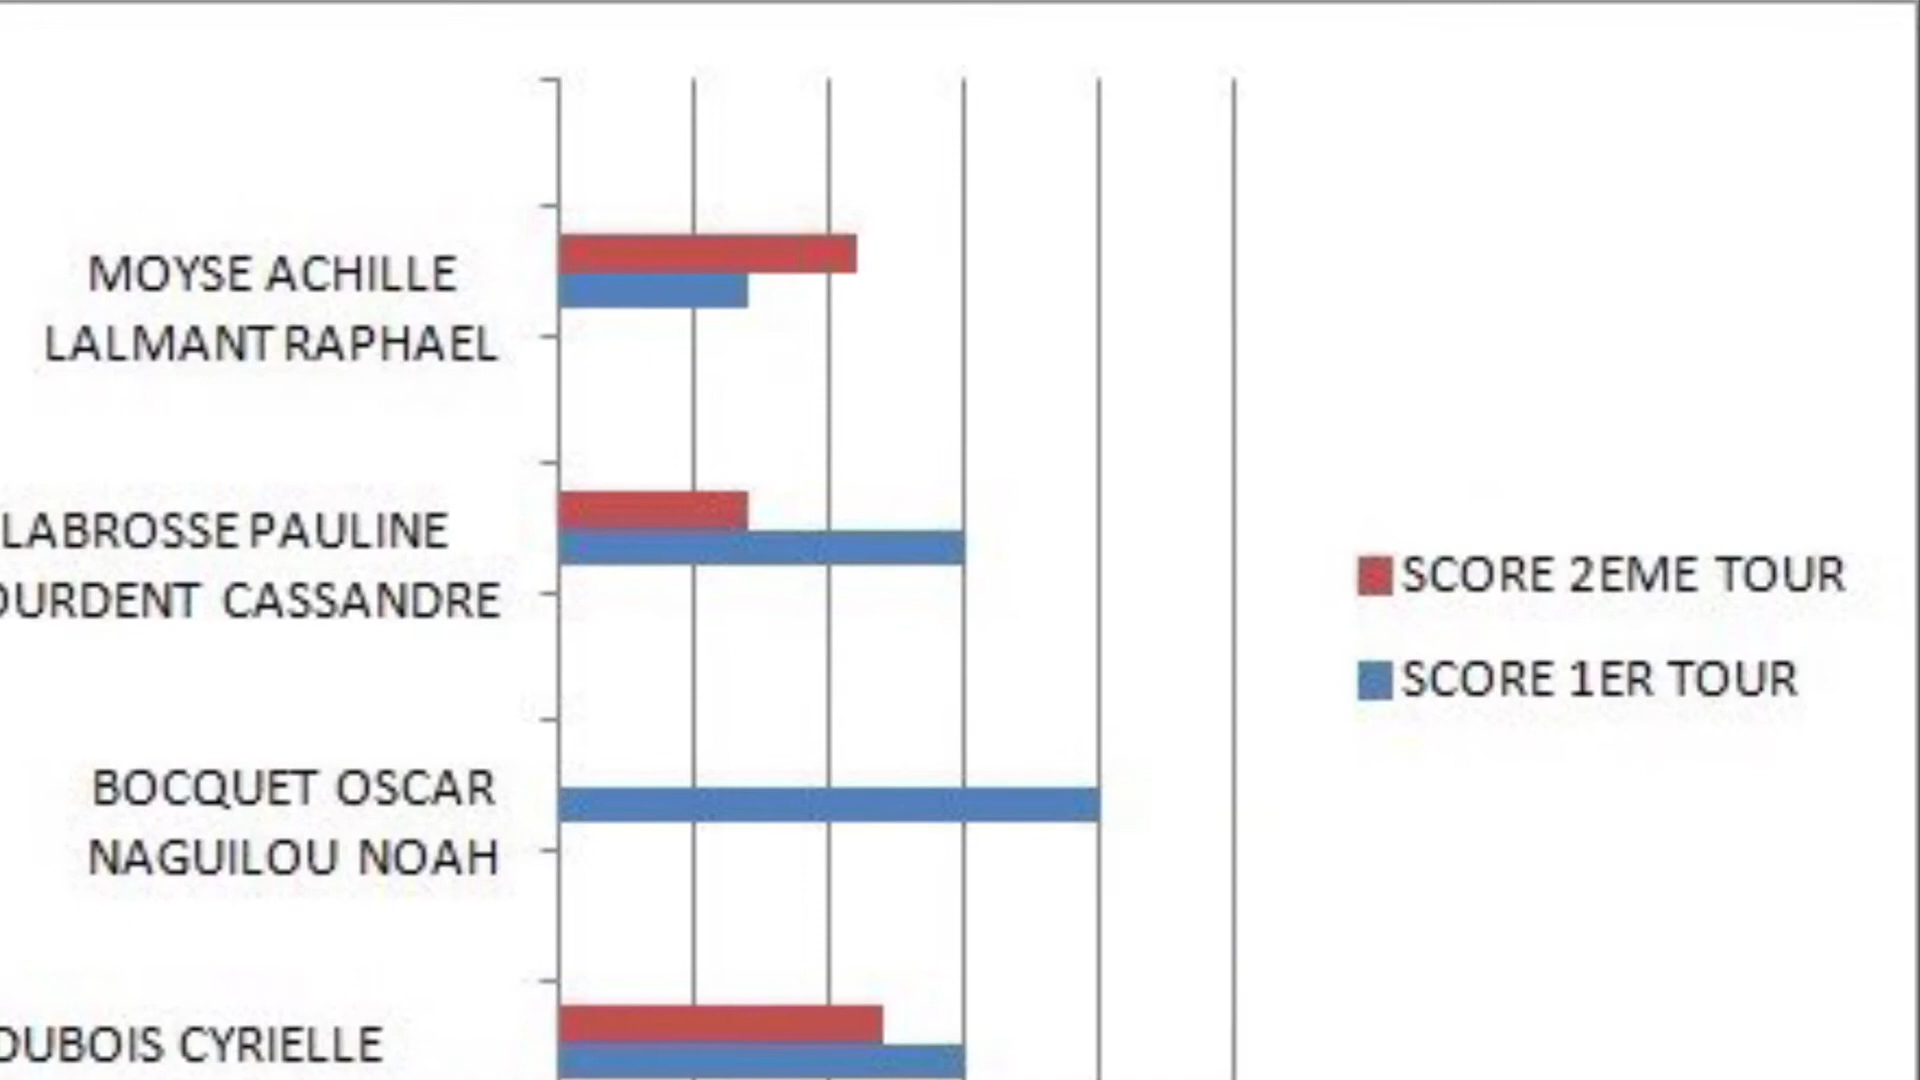 MOYSE ACHILLE
LALMANT RAPHAEL
LABROSSE PAULINE
OURDENT CASSANDRE
BOCQUET OSCAR
NAGUILOU NOAH
DUBOIS CYRIELLE
SCORE 2EME TOUR
SCORE 1ER TOUR